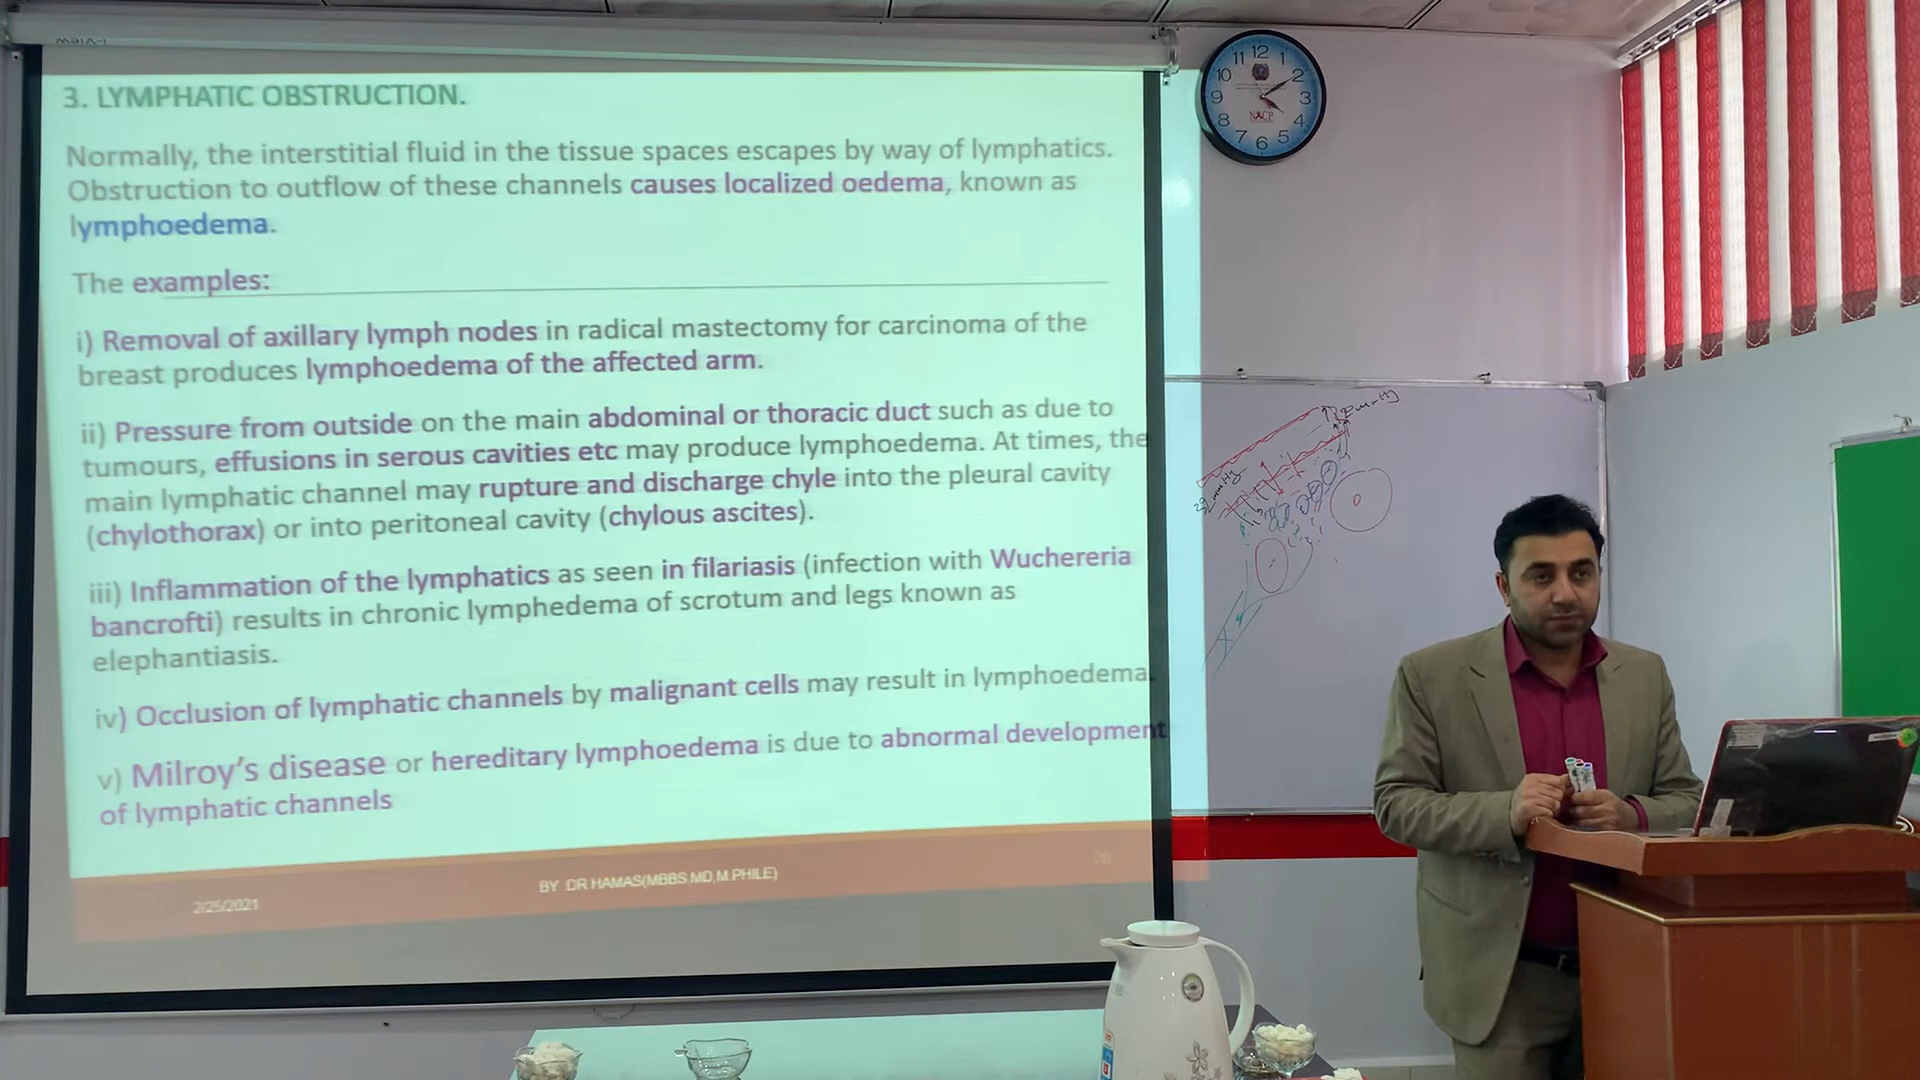 I-VIEW
3. LYMPHATIC OBSTRUCTION.
Normally, the interstitial fluid in the tissue spaces escapes by way of lymphatics.
Obstruction to outflow of these channels causes localized oedema, known as
lymphoedema.
The examples:
i) Removal of axillary lymph nodes in radical mastectomy for carcinoma of the
breast produces lymphoedema of the affected arm.
ii) Pressure from outside on the main abdominal or thoracic duct such as due to
tumours, effusions in serous cavities etc may produce lymphoedema. At times, the
main lymphatic channel may rupture and discharge chyle into the pleural cavity
(chylothorax) or into peritoneal cavity (chylous ascites).
iii) Inflammation of the lymphatics as seen in filariasis (infection with Wuchereria
bancrofti) results in chronic lymphedema of scrotum and legs known as
elephantiasis.
iv) Occlusion of lymphatic channels by malignant cells may result in lymphoedema.
v) Milroy's disease or hereditary lymphoedema is due to abnormal development
of lymphatic channels
2/25/2021
BY DR HAMAS(MBBS,MD,M.PHILE)
26
12
1
2
3
4
5
6
7
8
9
10
11
NACP
32 mmHg